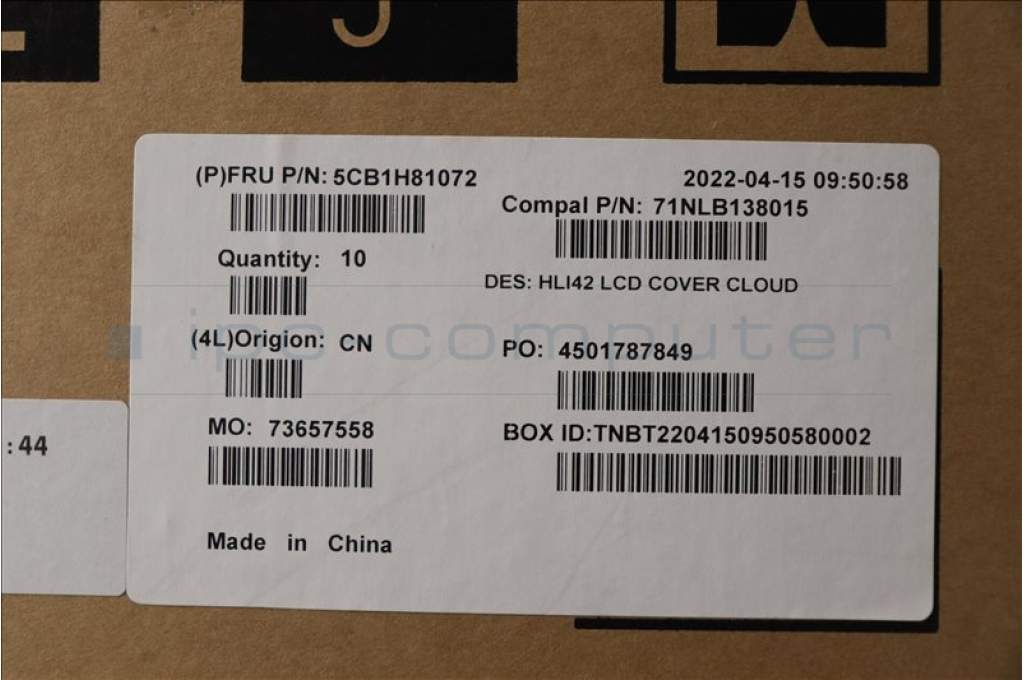 (P)FRU P/N: 5CB1H81072
2022-04-15 09:50:58
Compal P/N: 71NLB138015
Quantity: 10
DES: HLI42 LCD COVER CLOUD
(4L)Origion: CN
ipc computer
PO: 4501787849
MO: 73657558
BOX ID:TNBT2204150950580002
:44
Made in China